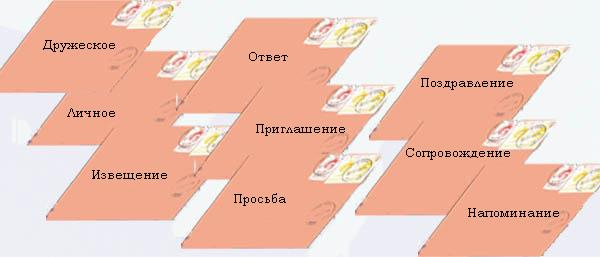 Дружеское
Личное
Извещение
Ответ
Приглашение
Просьба
Поздравление
Сопровождение
Напоминание